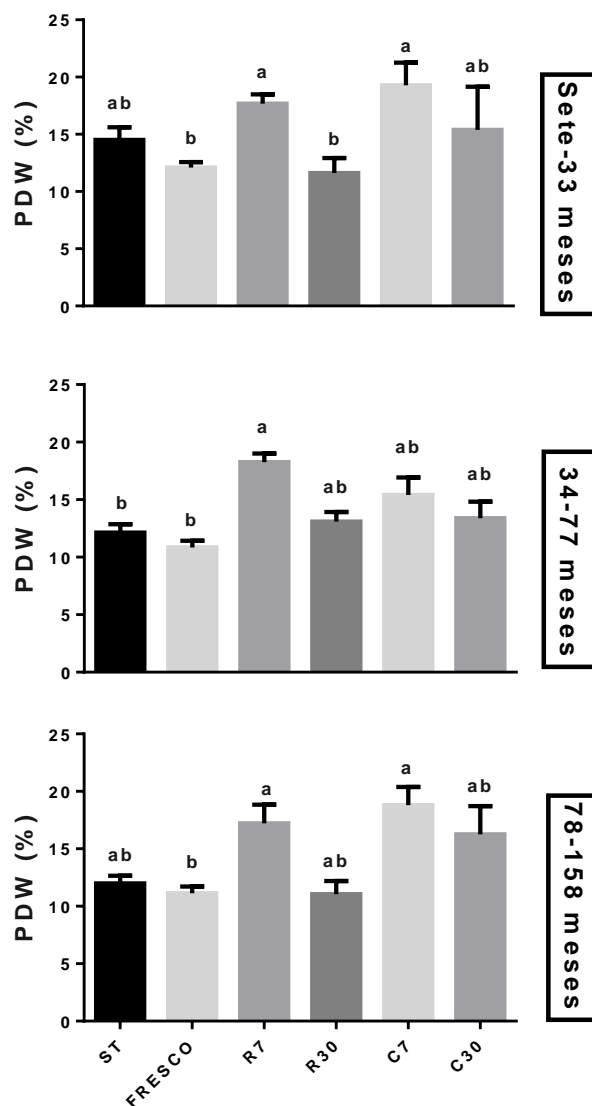 25
20
15
10
5
0
PDW (%)
ab
b
a
b
a
ab
Sete-33 meses
25
20
15
10
5
0
PDW (%)
b
b
a
ab
ab
ab
34-77 meses
25
20
15
10
5
0
PDW (%)
ab
b
a
ab
a
ab
78-158 meses
ST
FRESCO
R7
R30
C7
C30